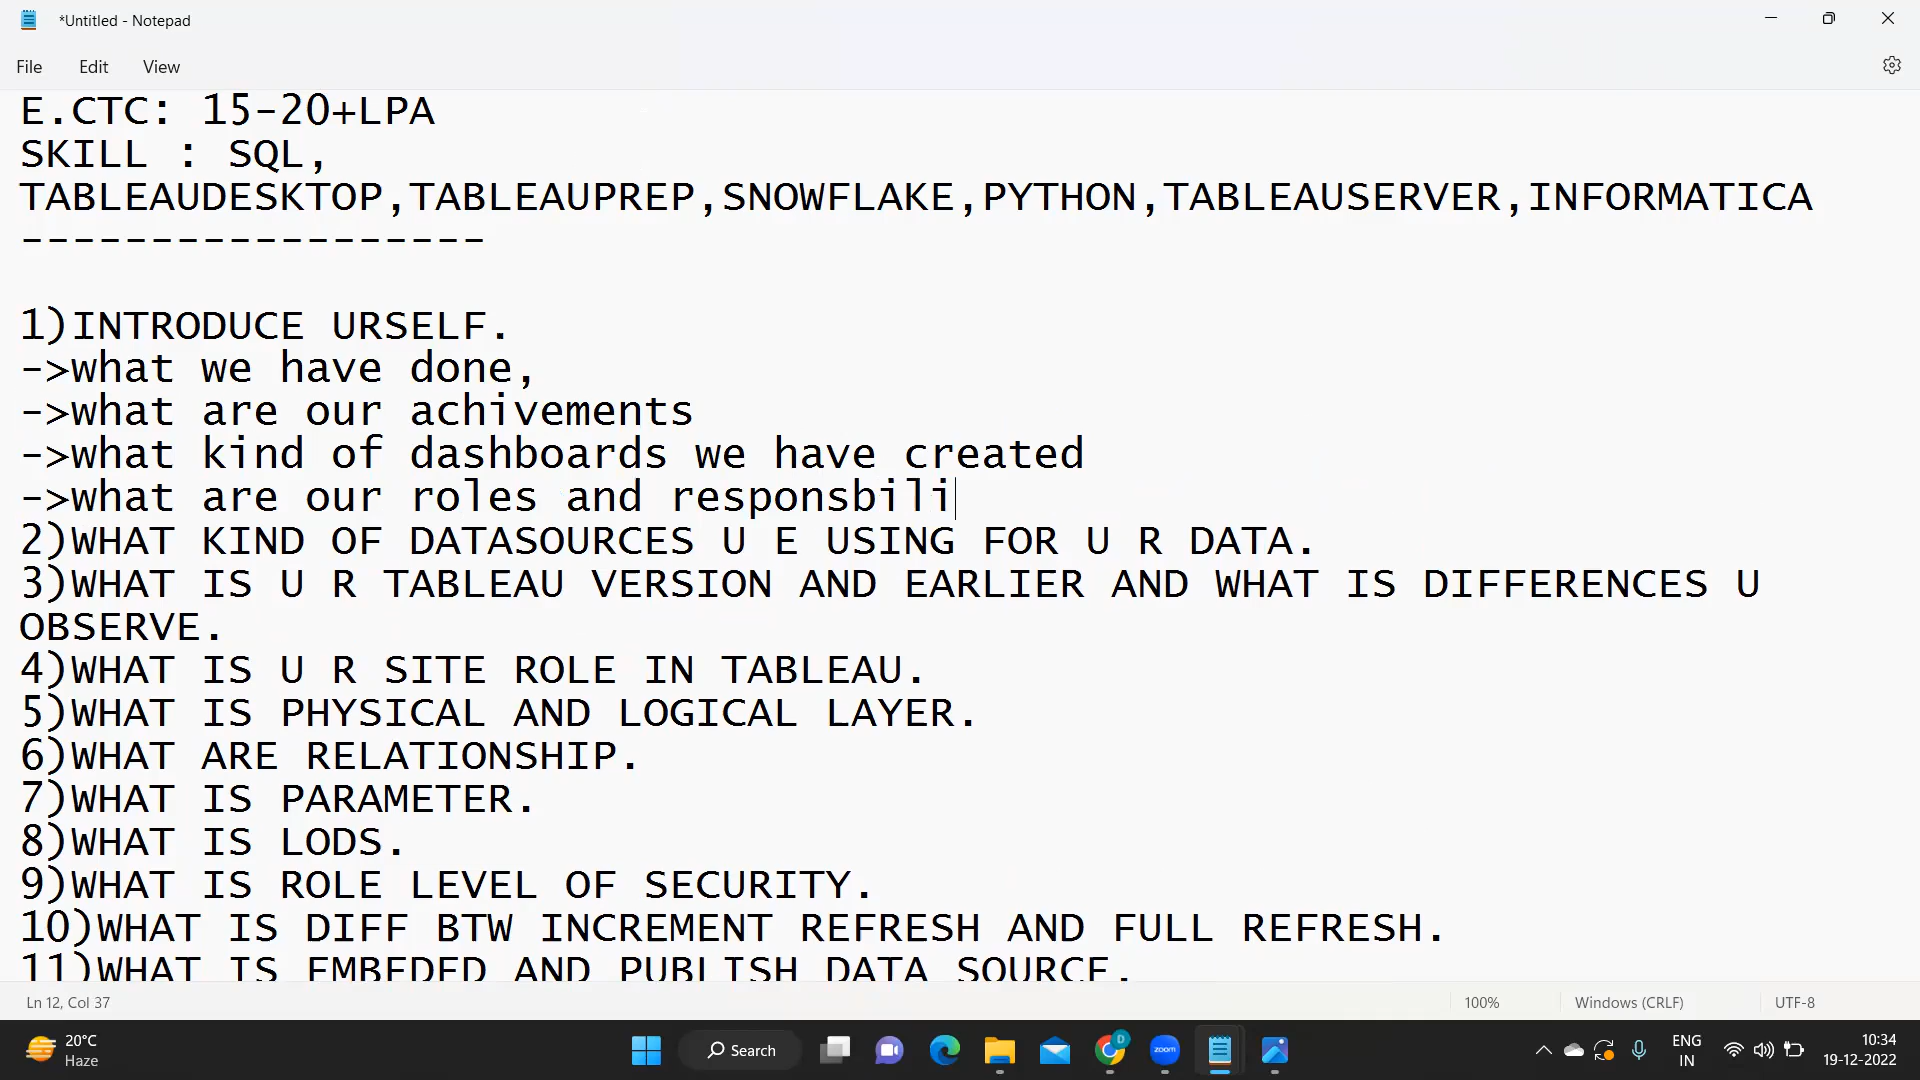 *Untitled - Notepad
File Edit View
E.CTC: 15-20+LPA
SKILL : SQL,
TABLEAUDESKTOP,TABLEAUPREP,SNOWFLAKE,PYTHON,TABLEAUSERVER,INFORMATICA
------------------
1)INTRODUCE URSELF.
->what we have done,
->what are our achivements
->what kind of dashboards we have created
->what are our roles and responsbili
2)WHAT KIND OF DATASOURCES U E USING FOR U R DATA.
3)WHAT IS U R TABLEAU VERSION AND EARLIER AND WHAT IS DIFFERENCES U
OBSERVE.
4)WHAT IS U R SITE ROLE IN TABLEAU.
5)WHAT IS PHYSICAL AND LOGICAL LAYER.
6)WHAT ARE RELATIONSHIP.
7)WHAT IS PARAMETER.
8)WHAT IS LODS.
9)WHAT IS ROLE LEVEL OF SECURITY.
10)WHAT IS DIFF BTW INCREMENT REFRESH AND FULL REFRESH.
11)WHAT IS EMBEDED AND PUBLISH DATA SOURCE.
Ln 12, Col 37 100% Windows (CRLF) UTF-8
20°C
Haze
Search
D
zoom
ENG
IN
10:34
19-12-2022